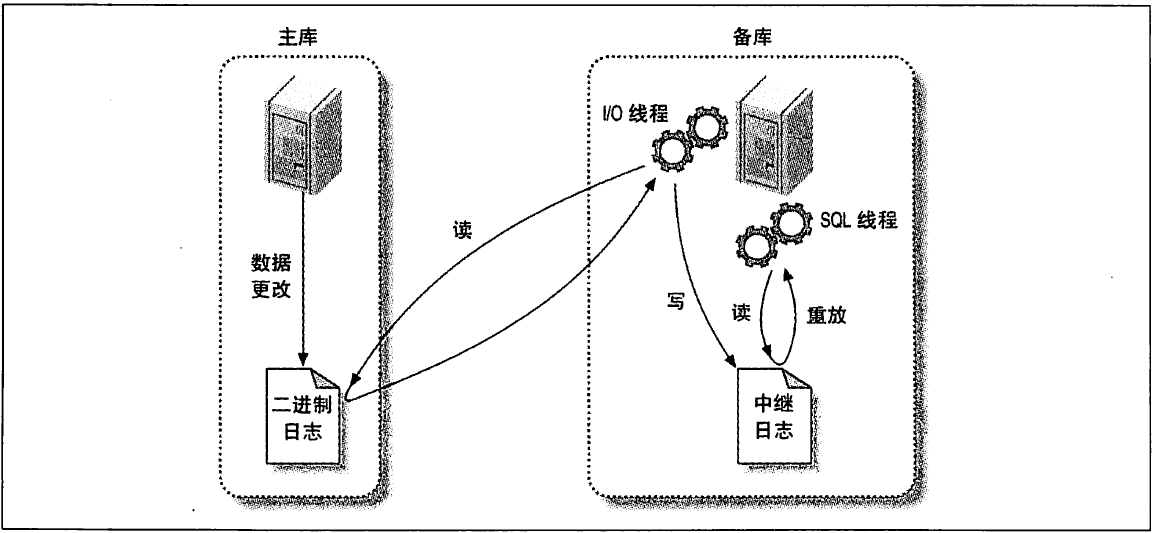 主库
备库
I/O 线程
SQL 线程
读
数据
更改
写
读
重放
二进制
日志
中继
日志